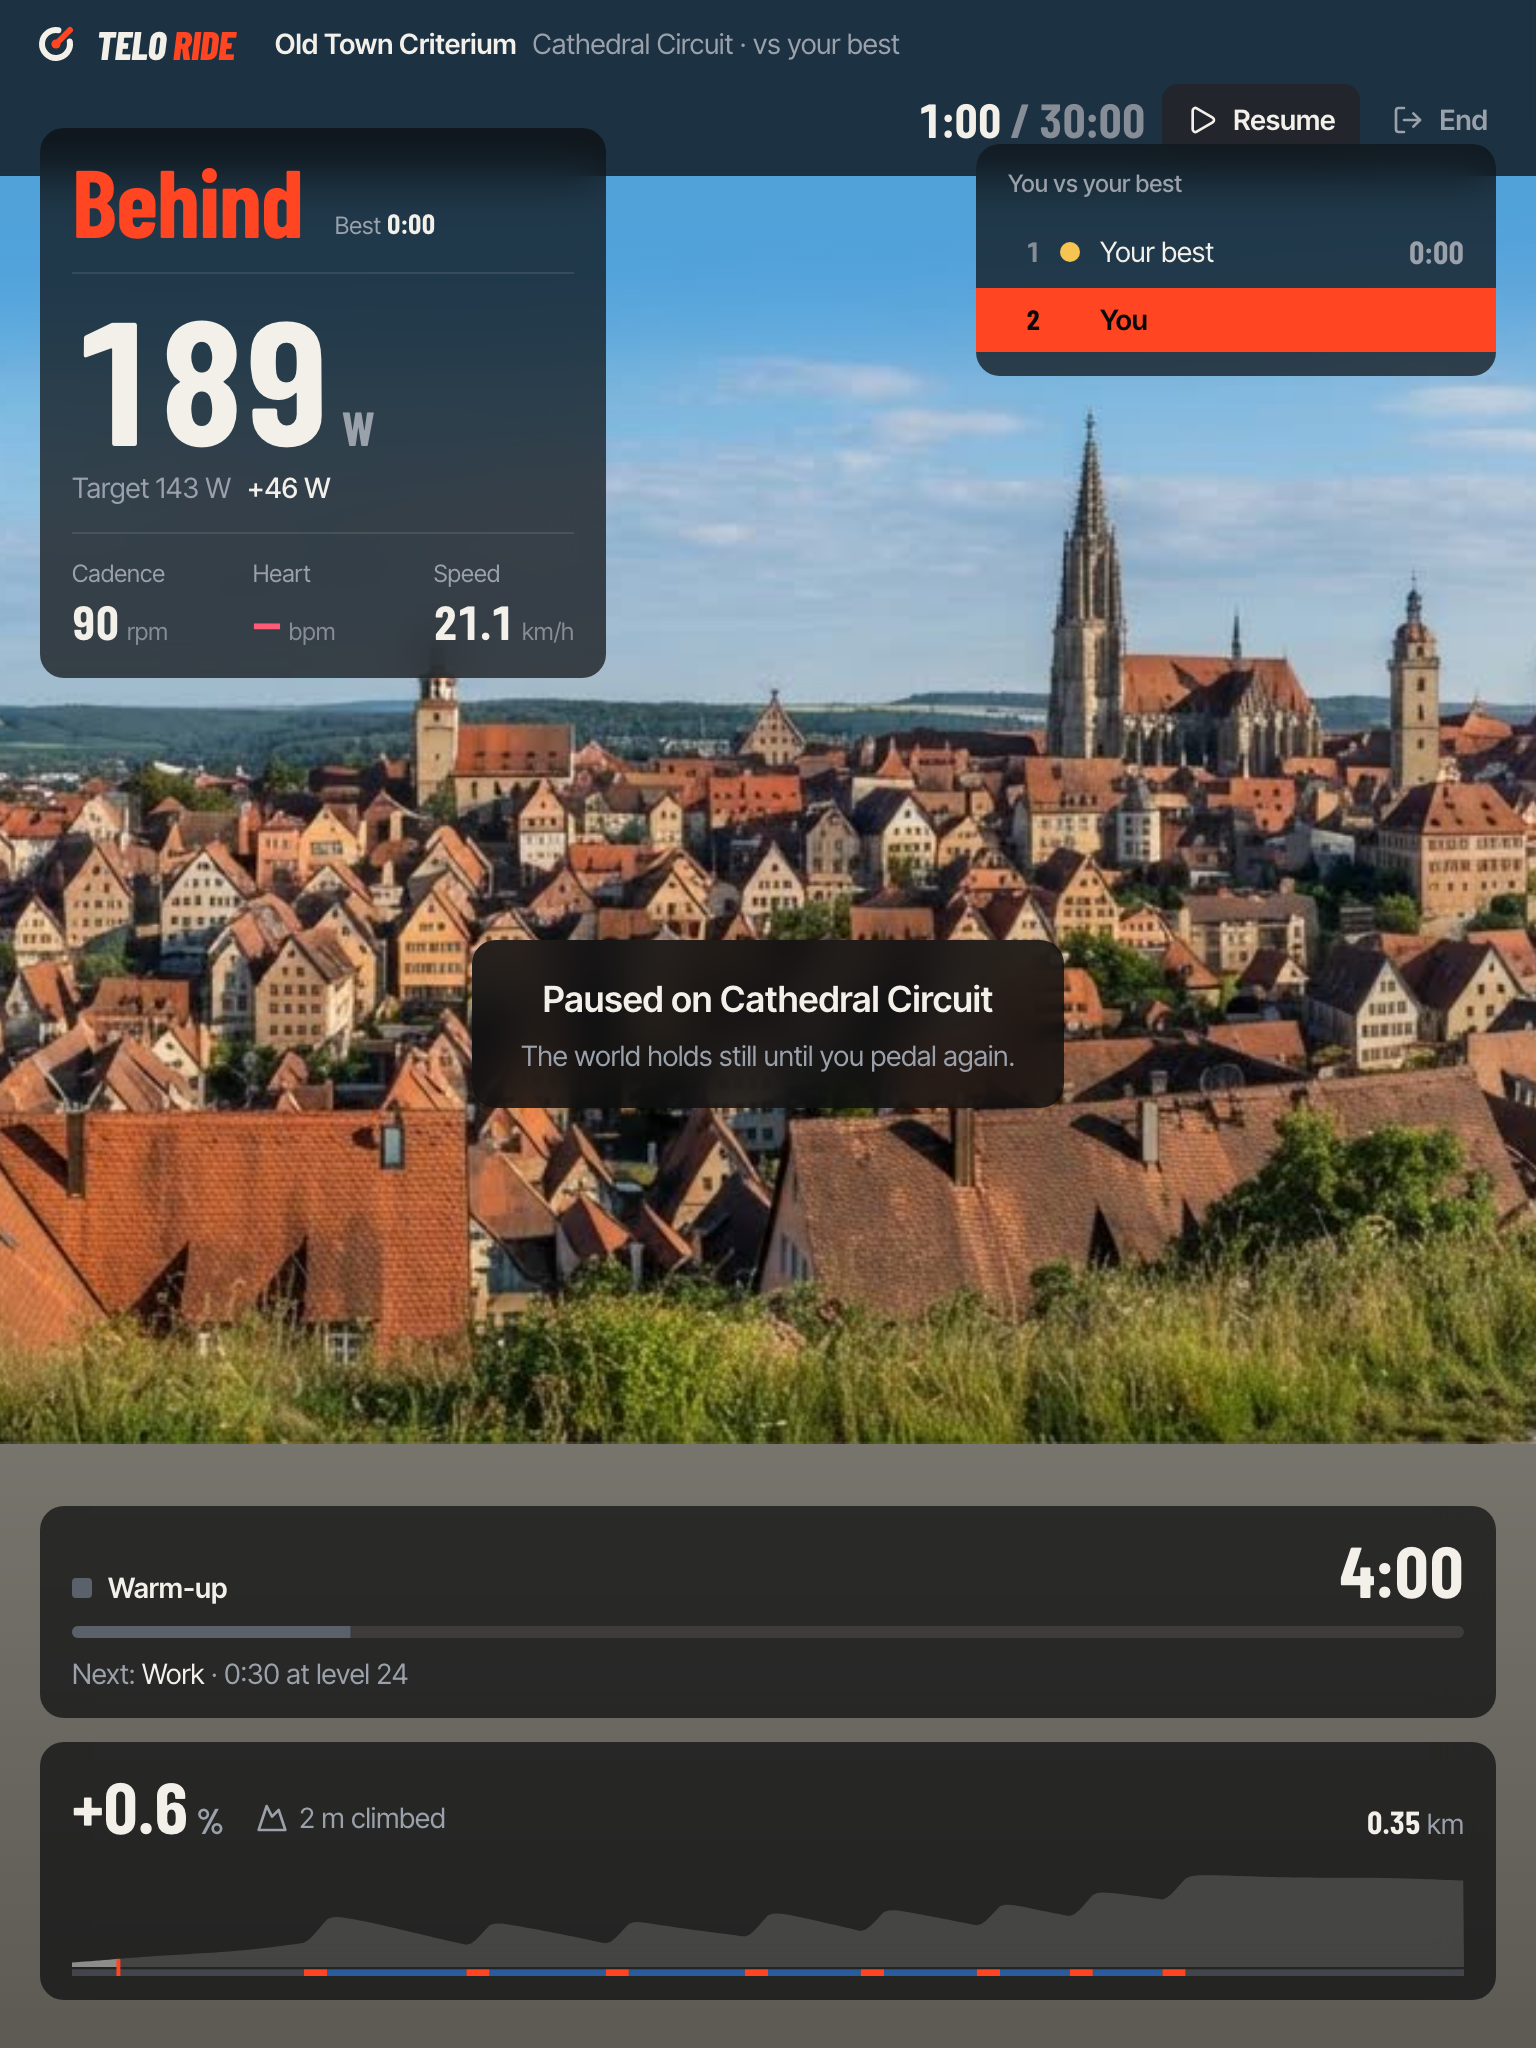 TELO RIDE Old Town Criterium Cathedral Circuit · vs your best
1:00 / 30:00 Resume End
Behind Best 0:00
189 W
Target 143 W +46 W
Cadence Heart Speed
90 rpm – bpm 21.1 km/h
You vs your best
1 Your best 0:00
2 You
Paused on Cathedral Circuit
The world holds still until you pedal again.
Warm-up 4:00
Next: Work · 0:30 at level 24
+0.6 % 2 m climbed 0.35 km